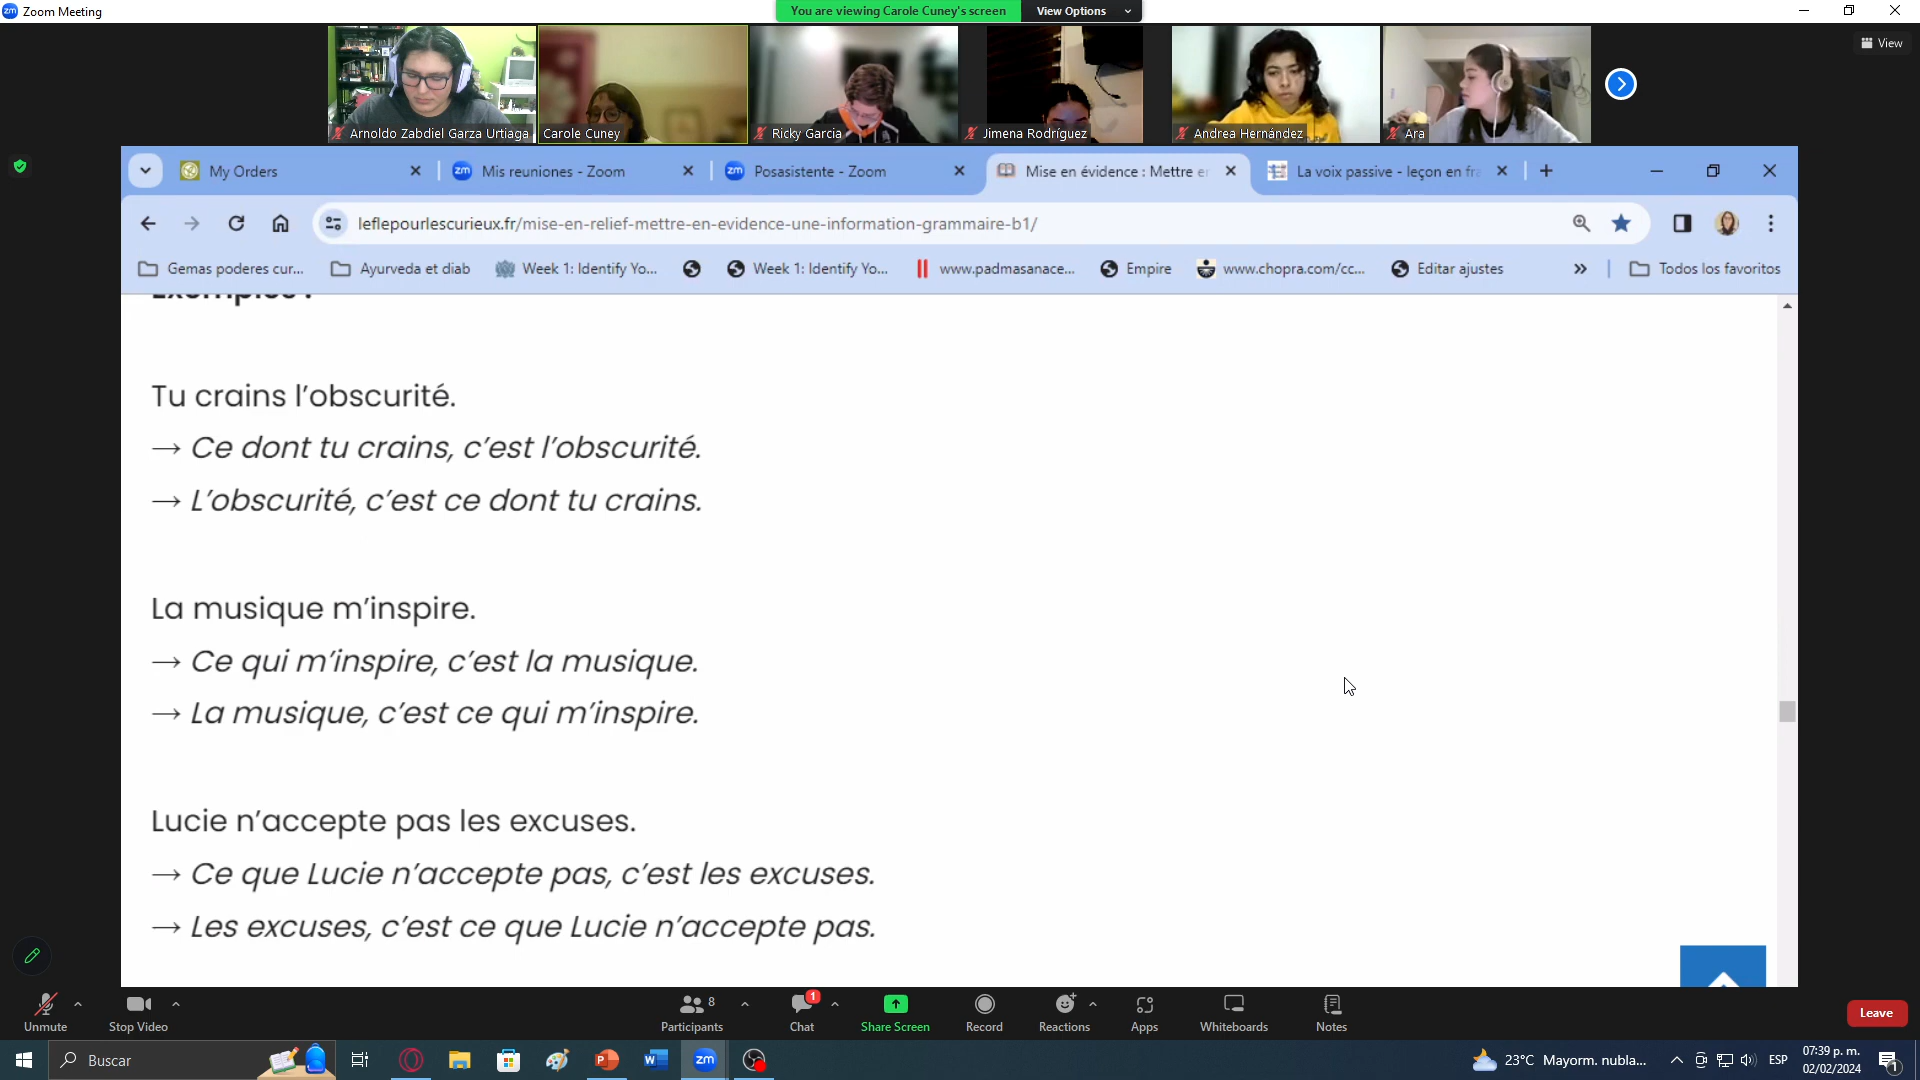 Zoom Meeting
You are viewing Carole Cuney's screen
View Options
View
Arnoldo Zabdiel Garza Urtiaga
Carole Cuney
Ricky Garcia
Jimena Rodríguez
Andrea Hernández
Ara
My Orders
Mis reuniones - Zoom
Posasistente - Zoom
Mise en évidence : Mettre e
La voix passive - leçon en fra
leflepourlescurieux.fr/mise-en-relief-mettre-en-evidence-une-information-grammaire-b1/
Gemas poderes cur...
Ayurveda et diab
Week 1: Identify Yo...
Week 1: Identify Yo...
www.padmasanace...
Empire
www.chopra.com/cc...
Editar ajustes
Todos los favoritos
Exemples :
Tu crains l’obscurité.
→ Ce dont tu crains, c’est l’obscurité.
→ L’obscurité, c’est ce dont tu crains.
La musique m’inspire.
→ Ce qui m’inspire, c’est la musique.
→ La musique, c’est ce qui m’inspire.
Lucie n’accepte pas les excuses.
→ Ce que Lucie n’accepte pas, c’est les excuses.
→ Les excuses, c’est ce que Lucie n’accepte pas.
Unmute
Stop Video
Participants
8
Chat
1
Share Screen
Record
Reactions
Apps
Whiteboards
Notes
Leave
Buscar
23°C Mayorm. nubla...
ESP
07:39 p. m.
02/02/2024
1